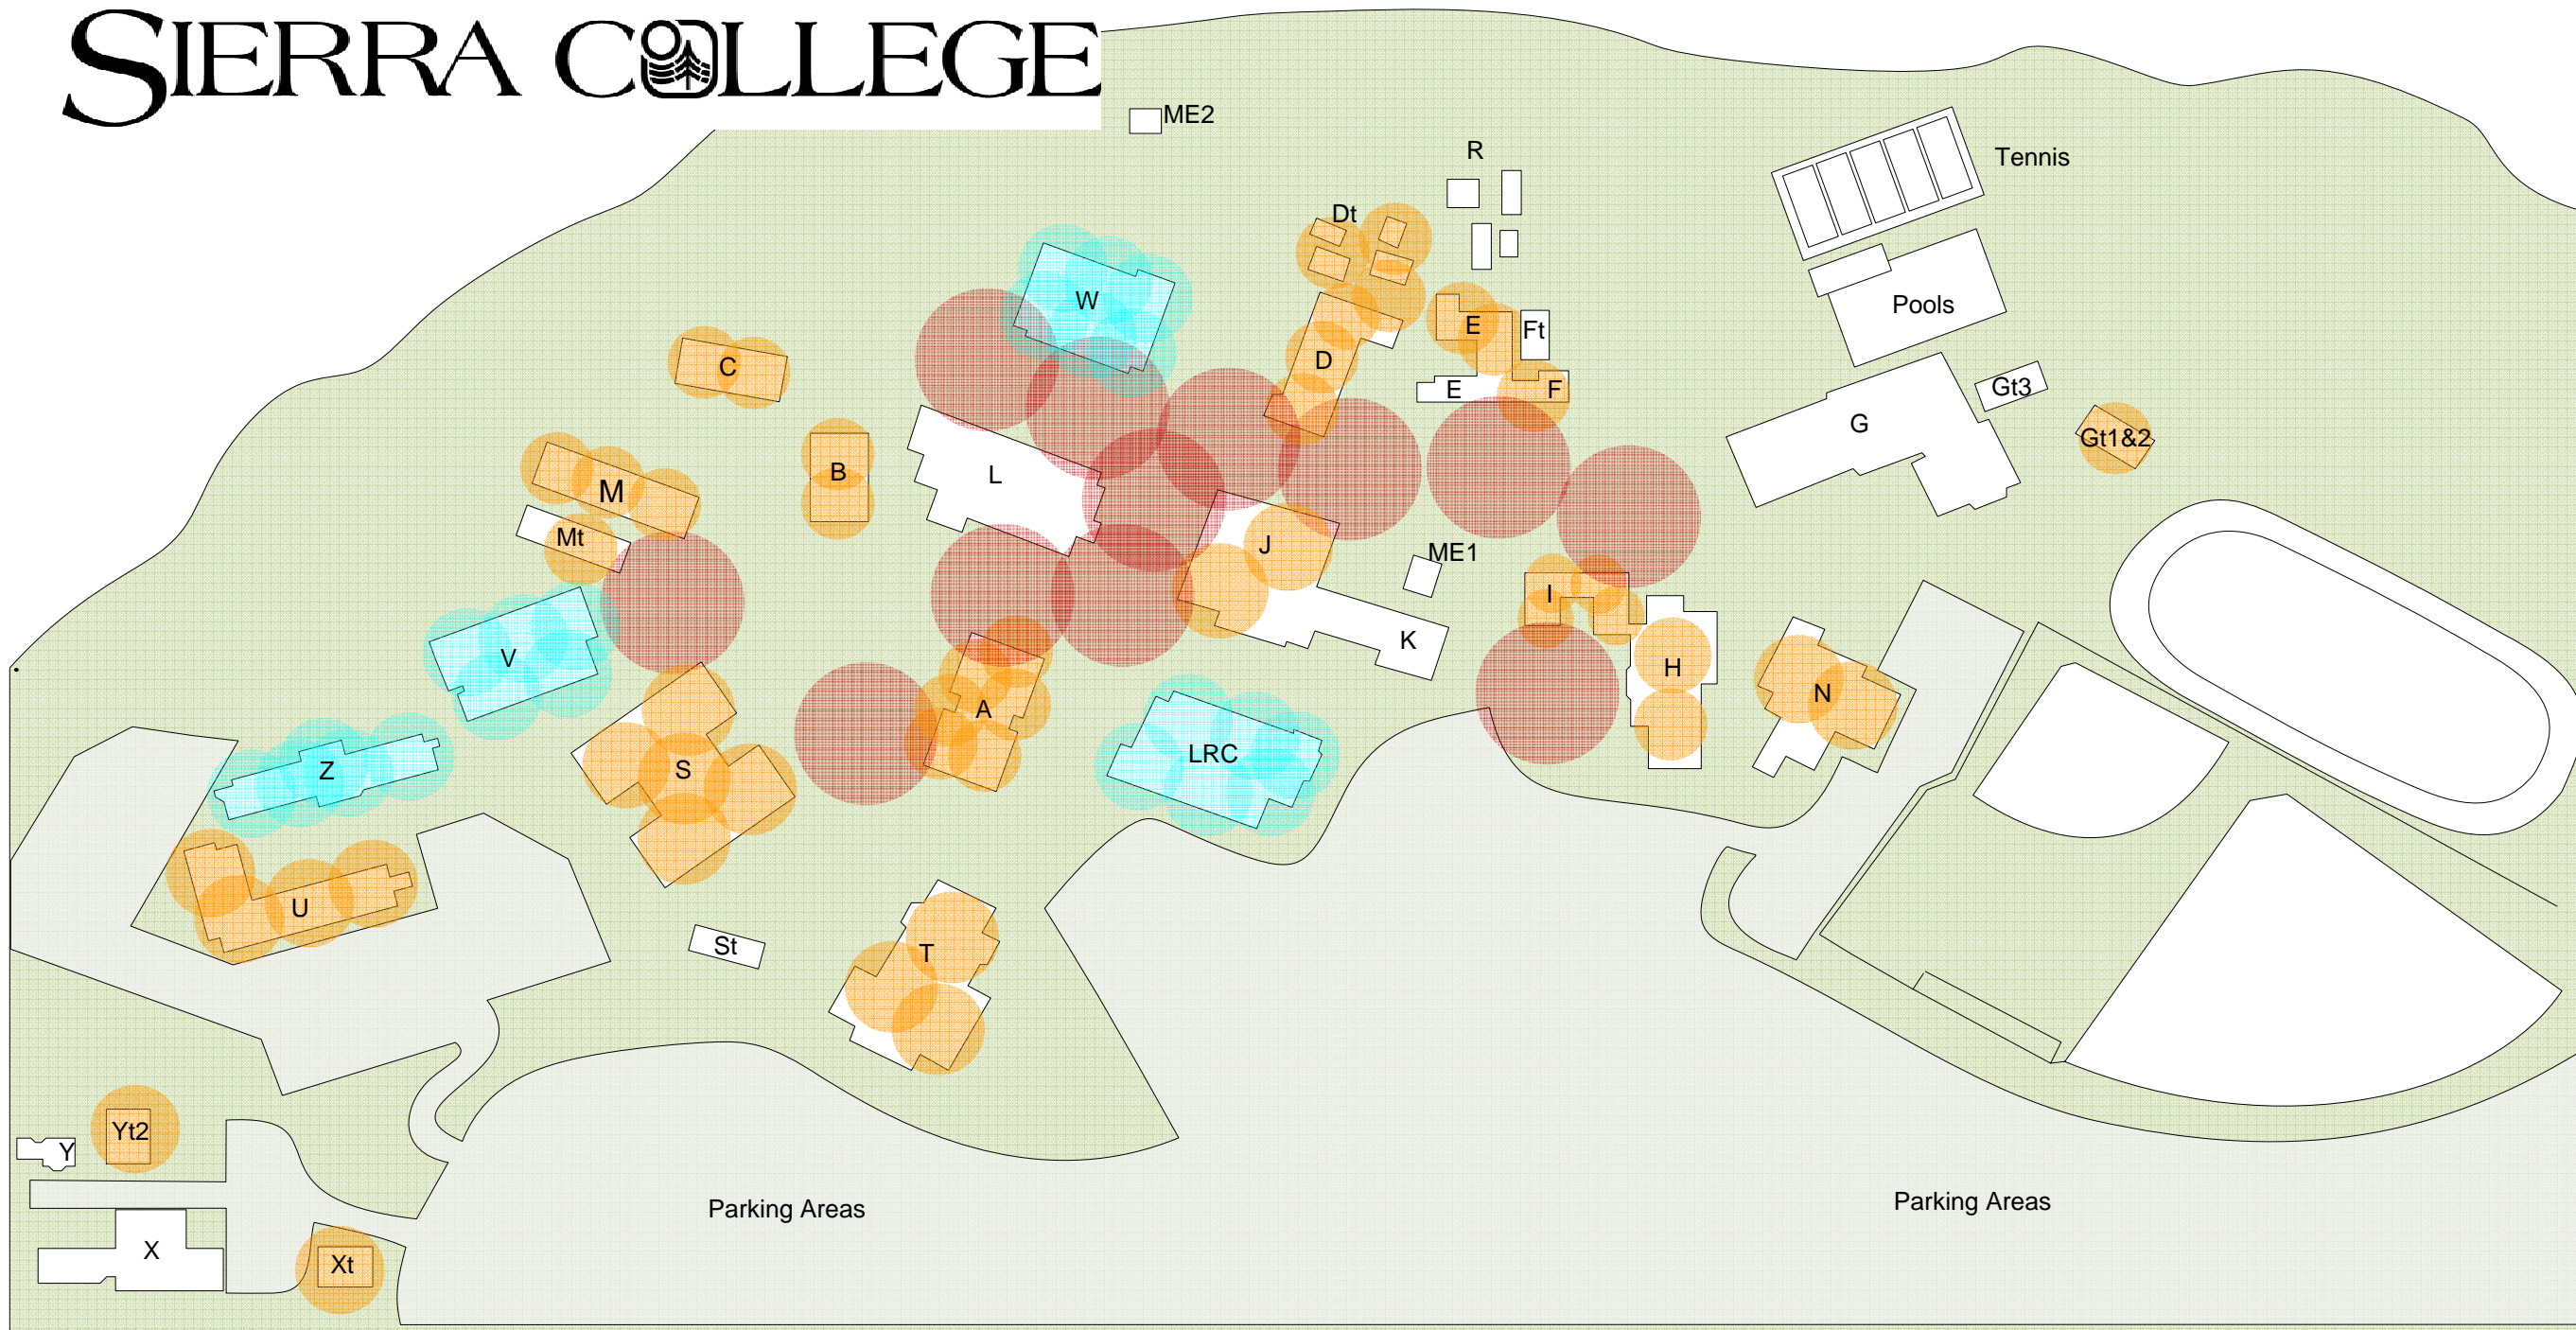 SIERRA COLLEGE
ME2
R
Tennis
Dt
W
Pools
E
Ft
D
C
E
F
Gt3
G
Gt1&2
B
L
M
Mt
J
ME1
I
K
V
H
N
A
LRC
Z
S
U
St
T
Yt2
Y
Parking Areas
Parking Areas
X
Xt